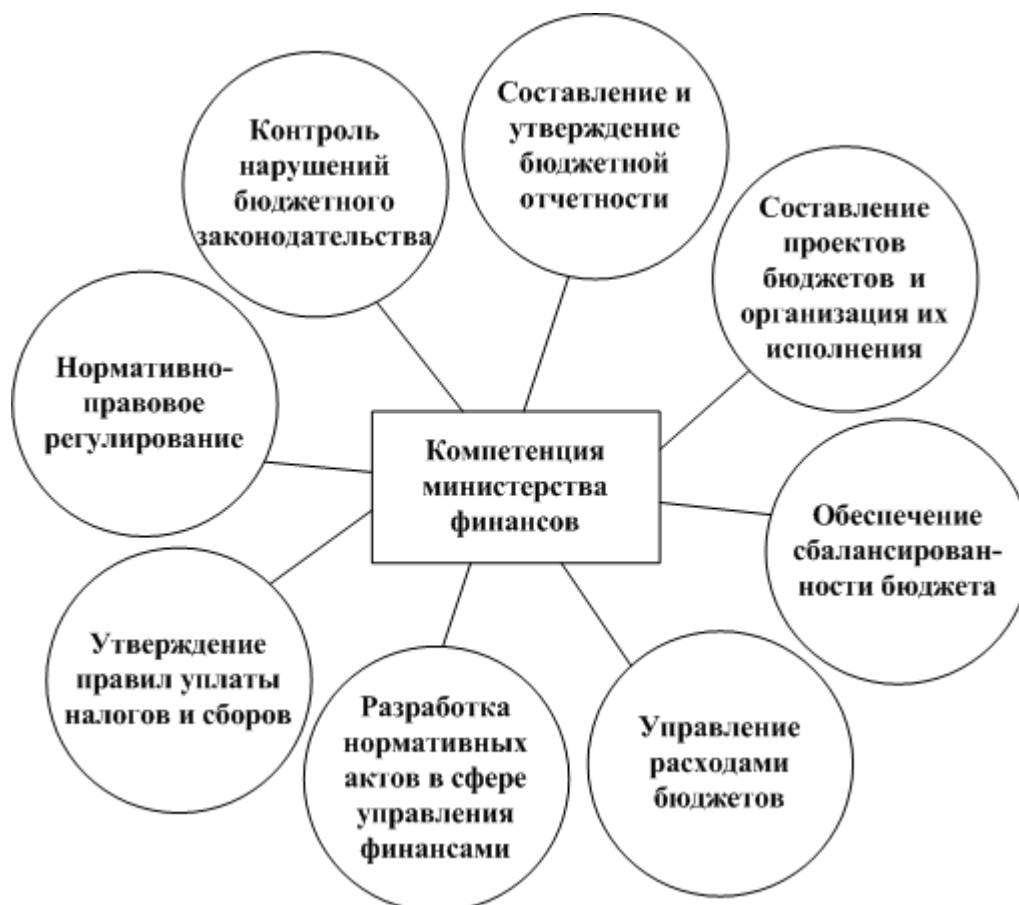 Составление и
утверждение
бюджетной
отчетности
Контроль
нарушений
бюджетного
законодательства
Составление
проектов
бюджетов и
организация их
исполнения
Нормативно-
правовое
регулирование
Компетенция
министерства
финансов
Обеспечение
сбалансирован-
ности бюджета
Утверждение
правил уплаты
налогов и сборов
Разработка
нормативных
актов в сфере
управления
финансами
Управление
расходами
бюджетов